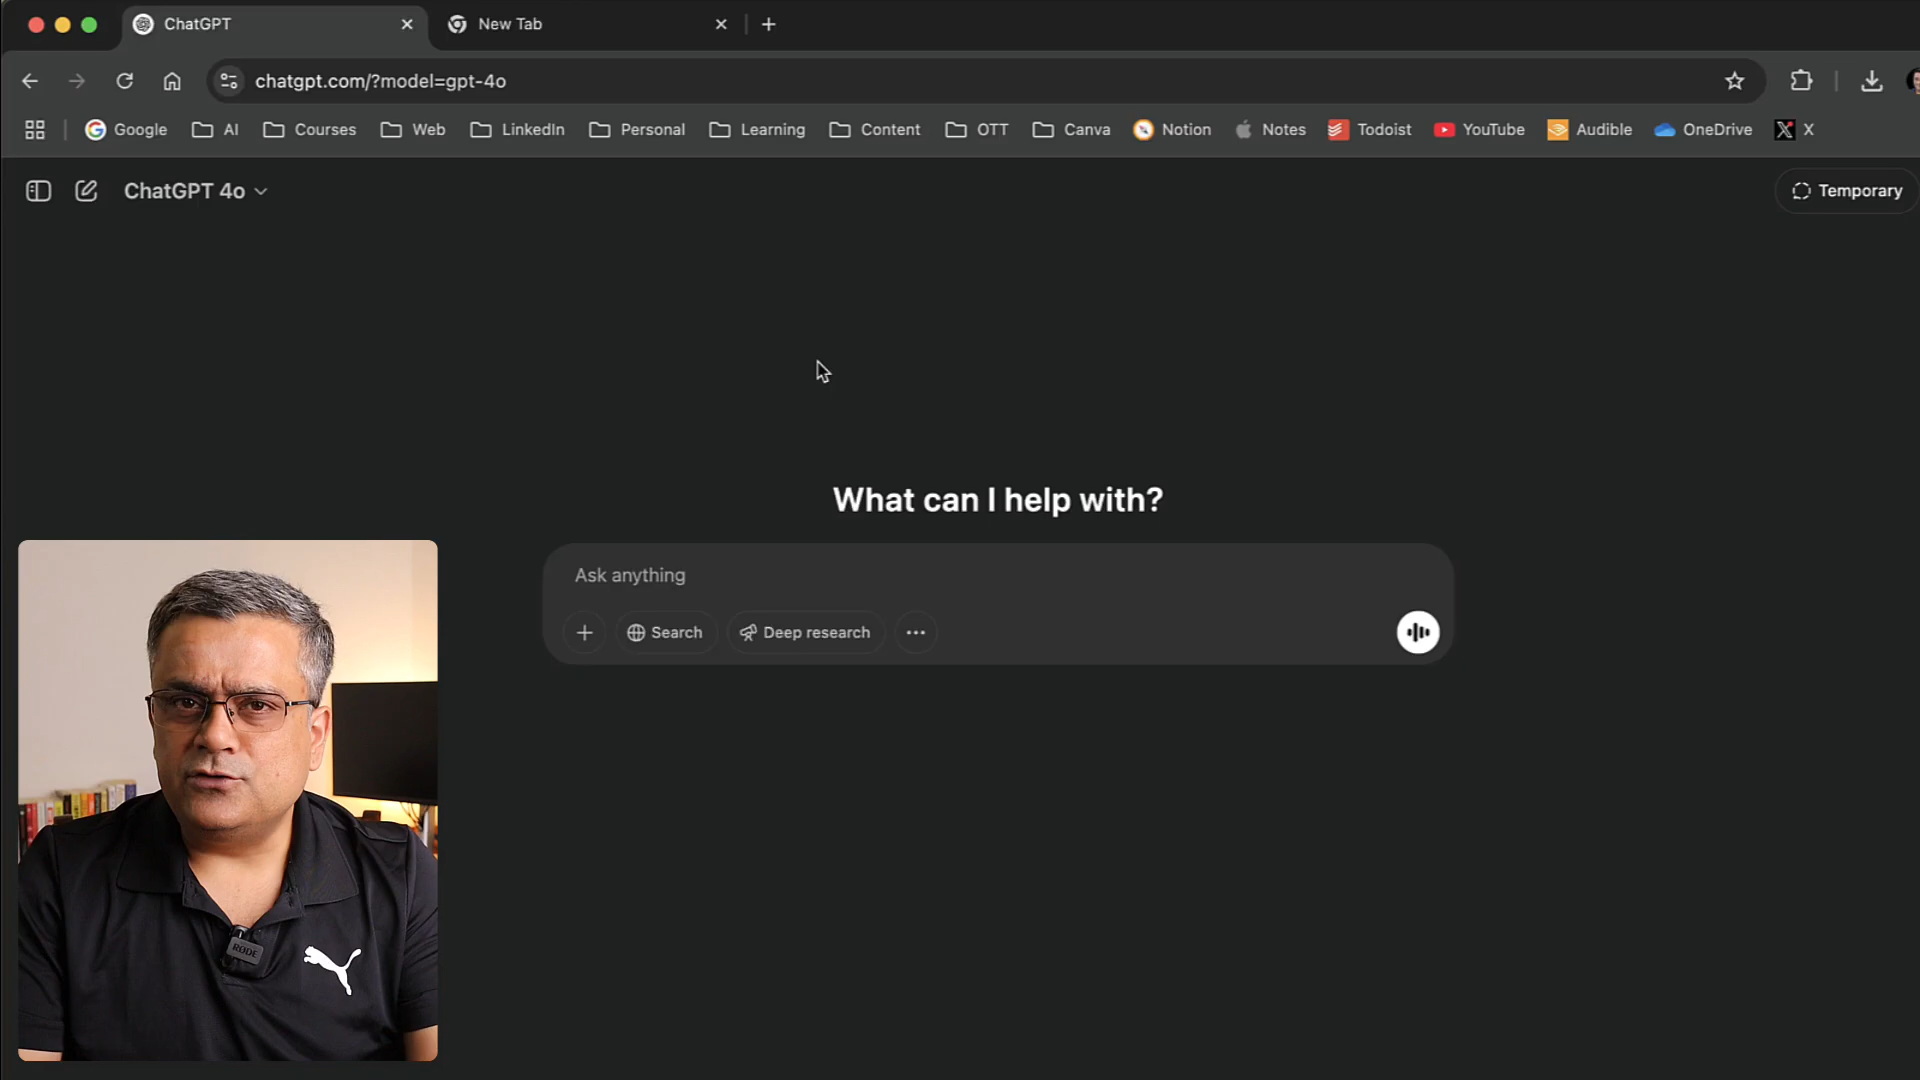 ChatGPT
New Tab
chatgpt.com/?model=gpt-4o
Google AI Courses Web LinkedIn Personal Learning Content OTT Canva Notion Notes Todoist YouTube Audible OneDrive X
ChatGPT 4o
Temporary
What can I help with?
Ask anything
Search Deep research
RODE